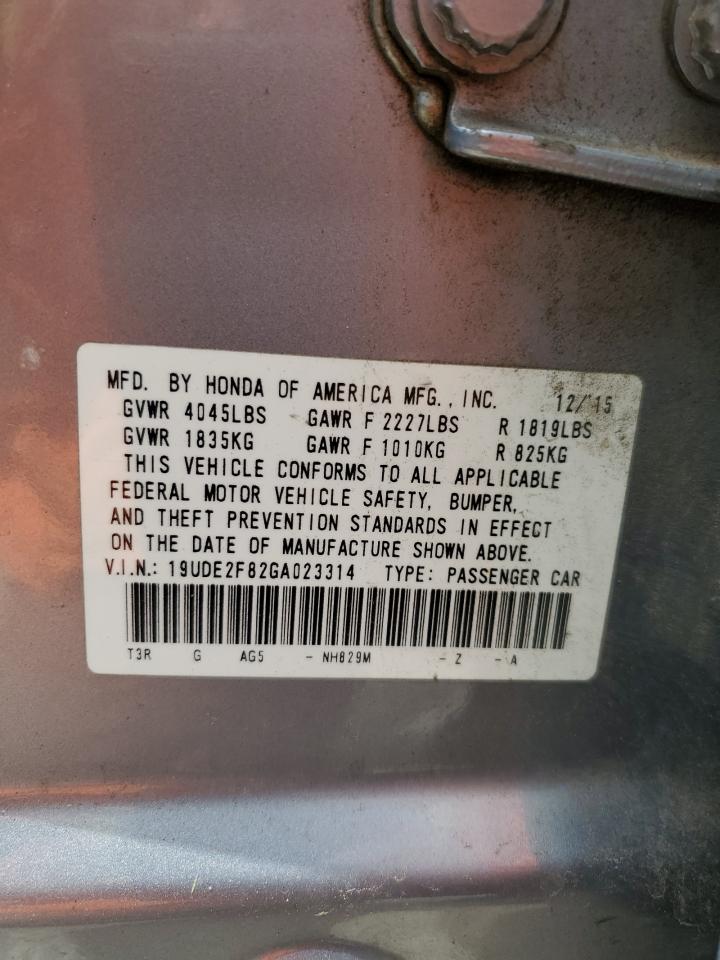 MFD. BY HONDA OF AMERICA MFG., INC. 12/'15
GVWR 4045LBS GAWR F 2227LBS R 1819LBS
GVWR 1835KG GAWR F 1010KG R 825KG
THIS VEHICLE CONFORMS TO ALL APPLICABLE
FEDERAL MOTOR VEHICLE SAFETY, BUMPER,
AND THEFT PREVENTION STANDARDS IN EFFECT
ON THE DATE OF MANUFACTURE SHOWN ABOVE.
V.I.N.: 19UDE2F82GA023314 TYPE: PASSENGER CAR
T3R G AG5 - NH829M - Z - A